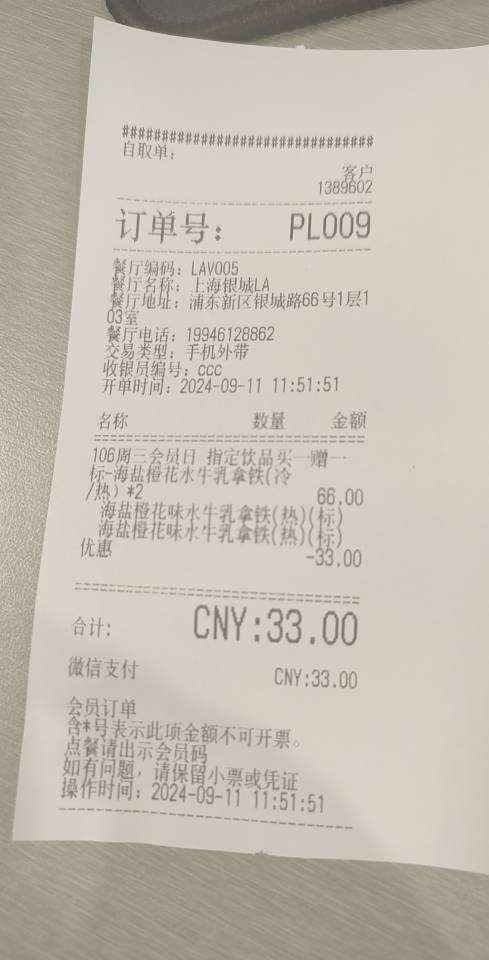 ##################################
自取单：
客户
1389602
订单号： PL009
餐厅编码：LAV005
餐厅名称：上海银城LA
餐厅地址：浦东新区银城路66号1层1
03室
餐厅电话：19946128862
交易类型：手机外带
收银员编号：ccc
开单时间：2024-09-11 11:51:51
名称 数量 金额
106周三会员日 指定饮品买一赠一
标-海盐橙花水牛乳拿铁(冷
/热）*2 66.00
海盐橙花味水牛乳拿铁(热)(标)
海盐橙花味水牛乳拿铁(热)(标)
优惠 -33.00
合计: CNY:33.00
微信支付 CNY:33.00
会员订单
含*号表示此项金额不可开票。
点餐请出示会员码
如有问题，请保留小票或凭证
操作时间：2024-09-11 11:51:51